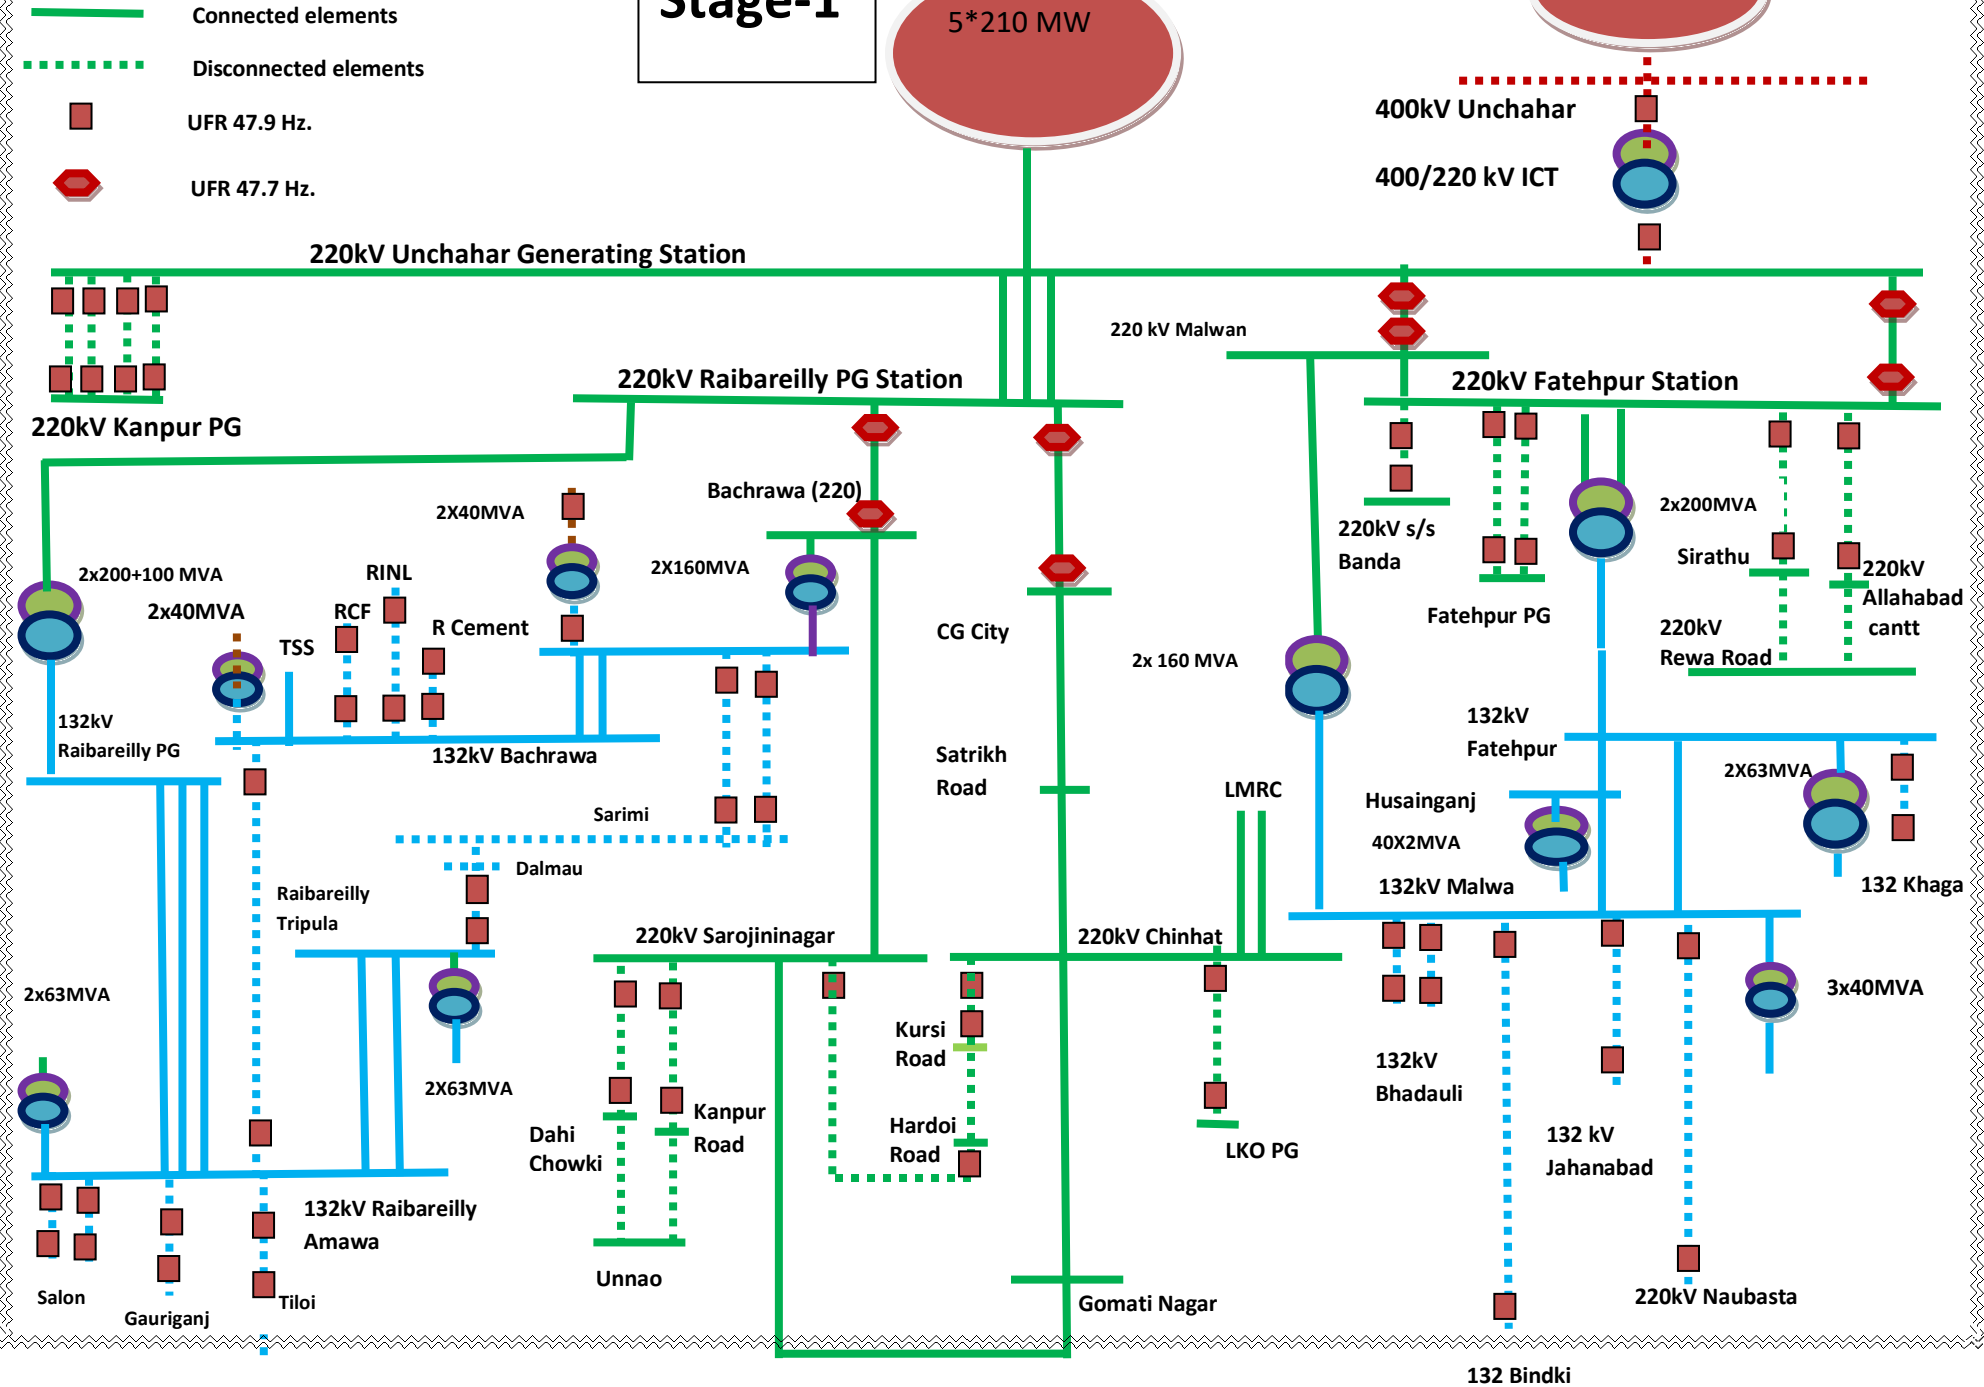 Connected elements
Stage-1
5*210 MW
Disconnected elements
UFR 47.9 Hz.
400kV Unchahar
UFR 47.7 Hz.
400/220 kV ICT
220kV Unchahar Generating Station
220 kV Malwan
220kV Raibareilly PG Station
220kV Fatehpur Station
220kV Kanpur PG
Bachrawa (220)
2X40MVA
2x200MVA
220kV s/s
Banda
Sirathu
2X160MVA
2x200+100 MVA
RINL
220kV
Allahabad
cantt
2x40MVA
RCF
Fatehpur PG
R Cement
CG City
220kV
Rewa Road
TSS
2x 160 MVA
132kV
Raibareilly PG
132kV
Fatehpur
132kV Bachrawa
Satrikh
Road
2X63MVA
LMRC
Husainganj
Sarimi
40X2MVA
Dalmau
132kV Malwa
132 Khaga
Raibareilly
Tripula
220kV Sarojininagar
220kV Chinhat
2x63MVA
3x40MVA
Kursi
Road
132kV
Bhadauli
2X63MVA
Kanpur
Road
Dahi
Chowki
Hardoi
Road
132 kV
Jahanabad
LKO PG
132kV Raibareilly
Amawa
Unnao
Salon
Tiloi
Gauriganj
Gomati Nagar
220kV Naubasta
132 Bindki